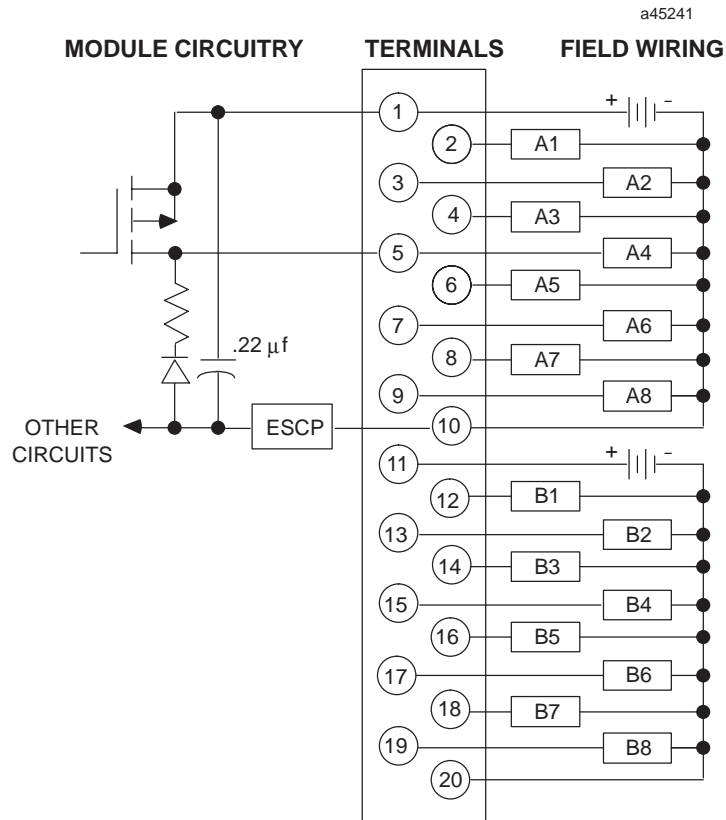 a45241
MODULE CIRCUITRY TERMINALS FIELD WIRING
1 + -
2 A1
3 A2
4 A3
5 A4
6 A5
7 A6
.22 µf
8 A7
9 A8
OTHER CIRCUITS ESCP 10
11 + -
12 B1
13 B2
14 B3
15 B4
16 B5
17 B6
18 B7
19 B8
20